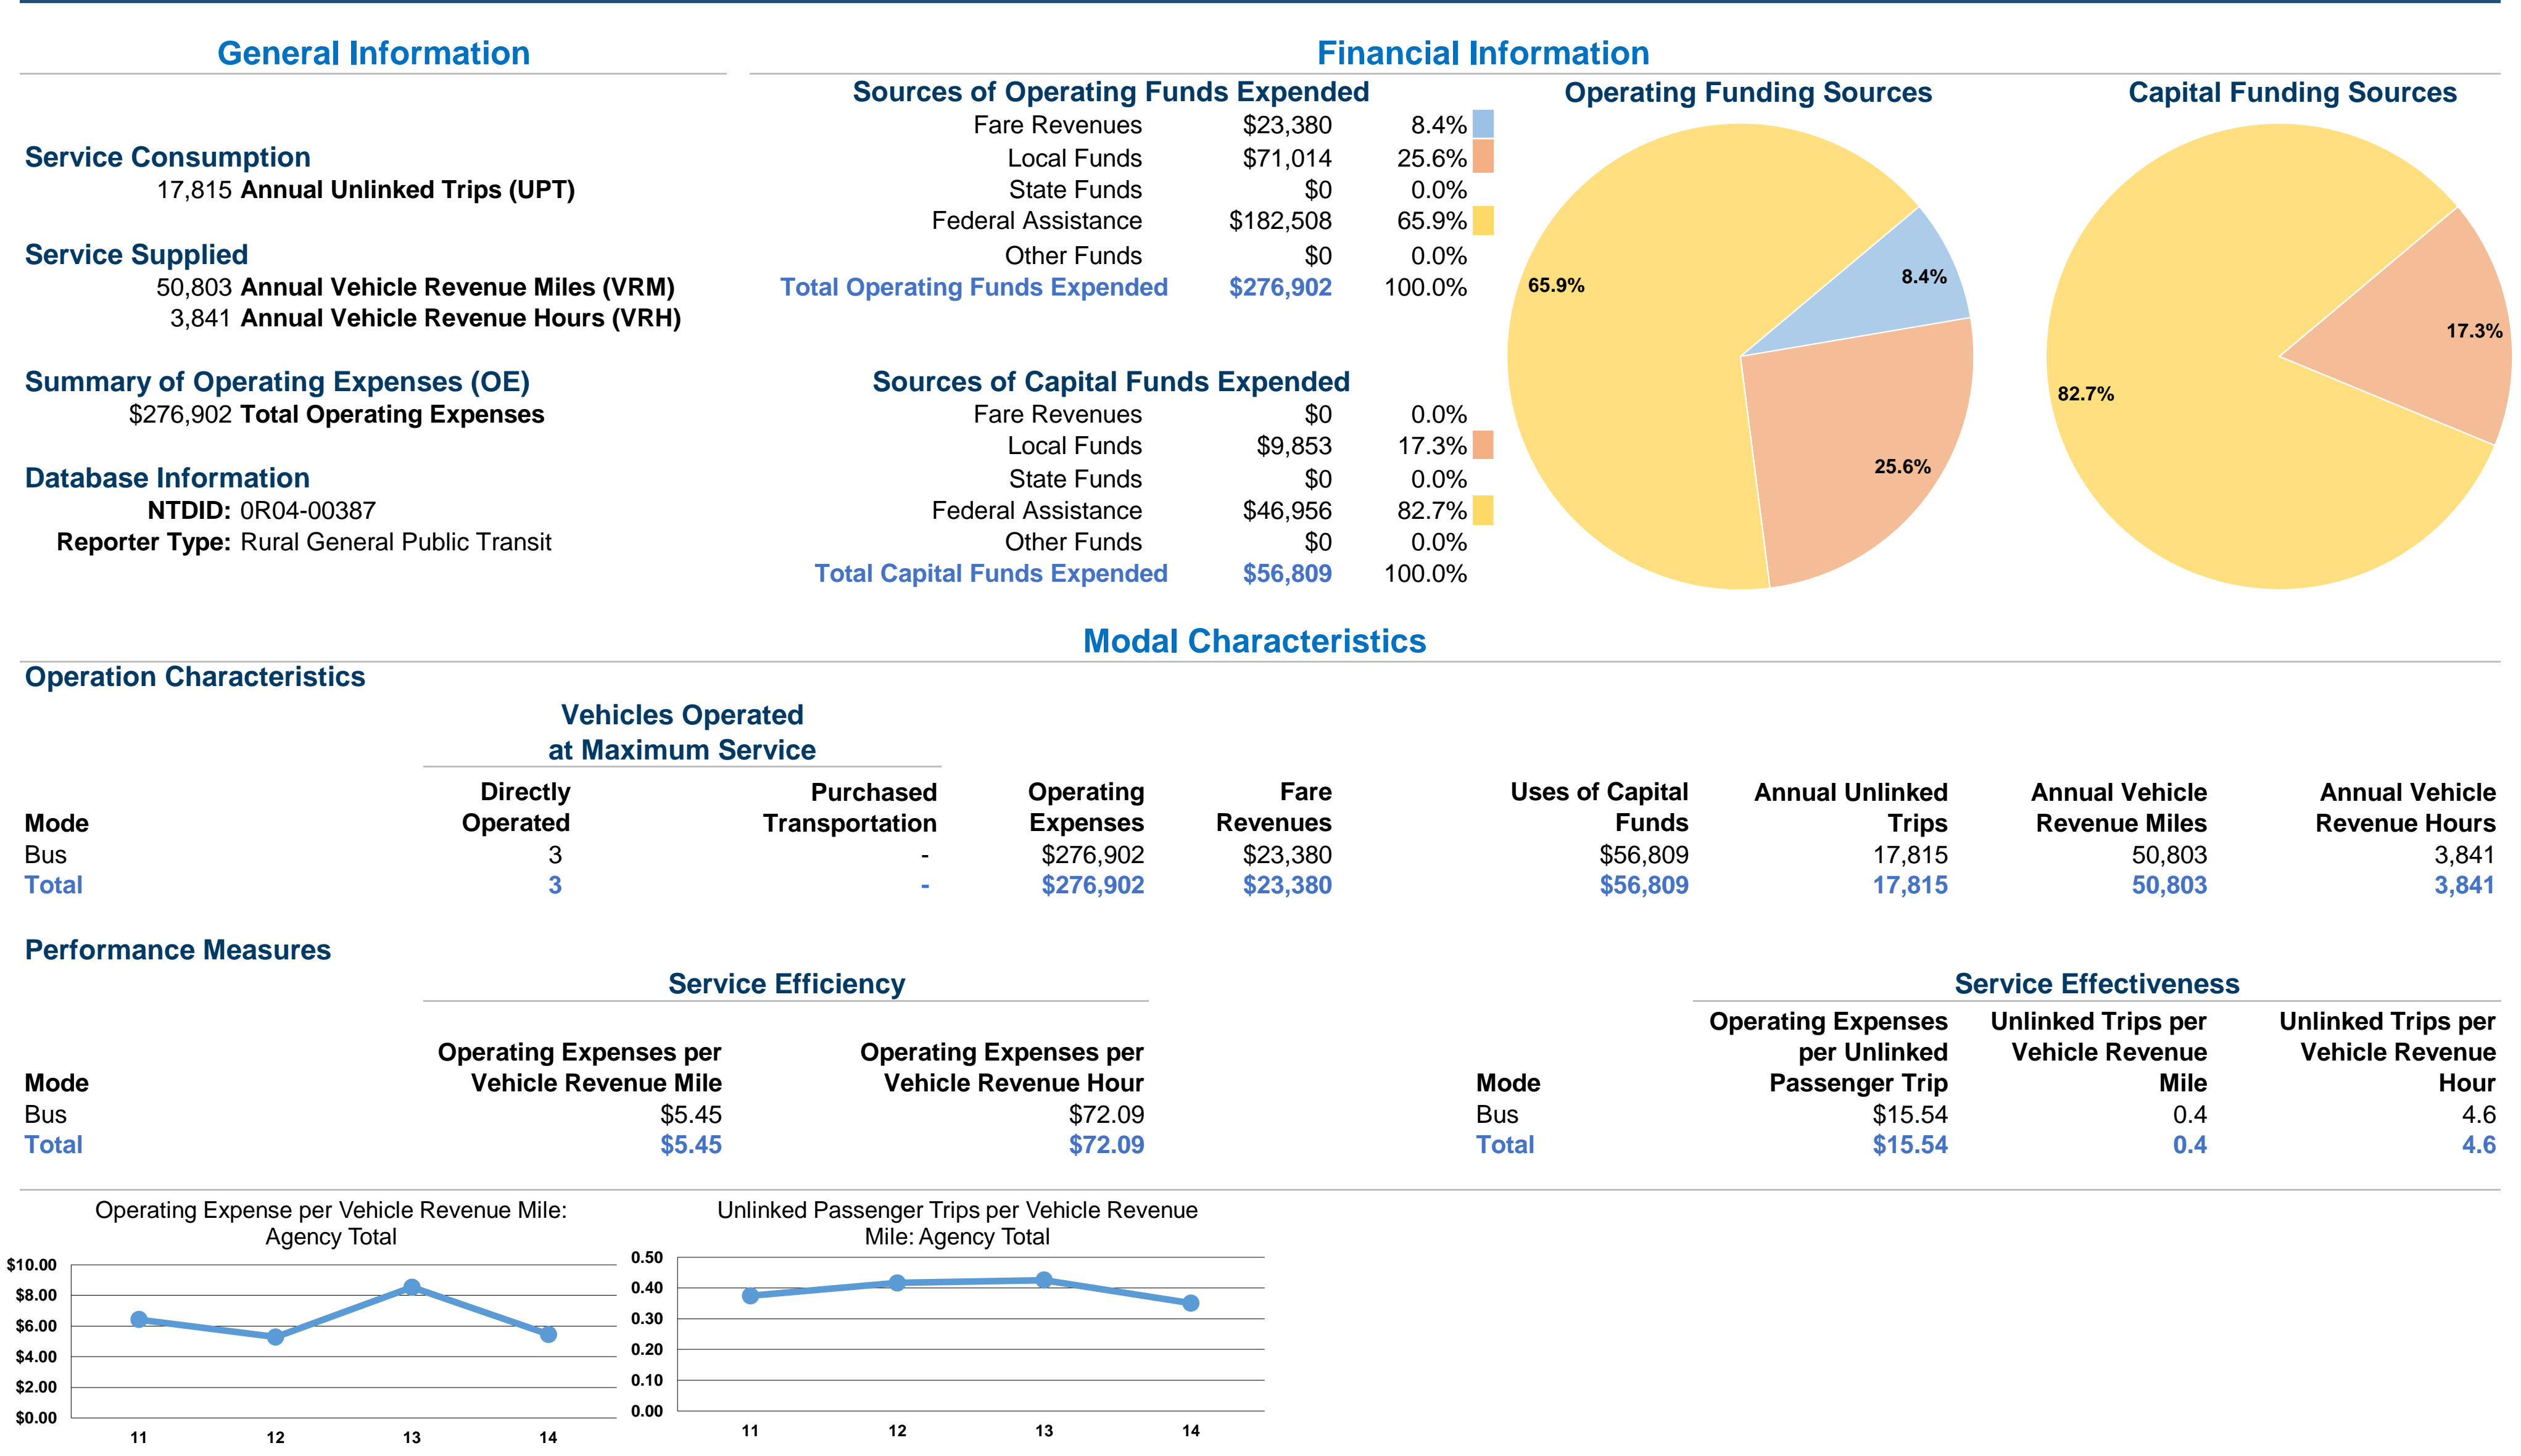 General Information
Financial Information
Sources of Operating Funds Expended
Operating Funding Sources
Capital Funding Sources
Fare Revenues $23,380 8.4%
Service Consumption
Local Funds $71,014 25.6%
17,815 Annual Unlinked Trips (UPT)
State Funds $0 0.0%
Federal Assistance $182,508 65.9%
Service Supplied
Other Funds $0 0.0%
50,803 Annual Vehicle Revenue Miles (VRM)
Total Operating Funds Expended $276,902 100.0%
3,841 Annual Vehicle Revenue Hours (VRH)
65.9%
8.4%
25.6%
82.7%
17.3%
Summary of Operating Expenses (OE)
Sources of Capital Funds Expended
$276,902 Total Operating Expenses
Fare Revenues $0 0.0%
Local Funds $9,853 17.3%
Database Information
State Funds $0 0.0%
NTDID: 0R04-00387
Federal Assistance $46,956 82.7%
Reporter Type: Rural General Public Transit
Other Funds $0 0.0%
Total Capital Funds Expended $56,809 100.0%
Modal Characteristics
Operation Characteristics
Vehicles Operated
at Maximum Service
Directly Purchased Operating Fare Uses of Capital Annual Unlinked Annual Vehicle Annual Vehicle
Mode Operated Transportation Expenses Revenues Funds Trips Revenue Miles Revenue Hours
Bus 3 - $276,902 $23,380 $56,809 17,815 50,803 3,841
Total 3 - $276,902 $23,380 $56,809 17,815 50,803 3,841
Performance Measures
Service Efficiency
Service Effectiveness
Operating Expenses Unlinked Trips per Unlinked Trips per
Operating Expenses per Operating Expenses per per Unlinked Vehicle Revenue Vehicle Revenue
Mode Vehicle Revenue Mile Vehicle Revenue Hour Mode Passenger Trip Mile Hour
Bus $5.45 $72.09 Bus $15.54 0.4 4.6
Total $5.45 $72.09 Total $15.54 0.4 4.6
Operating Expense per Vehicle Revenue Mile:
Agency Total
$10.00
$8.00
$6.00
$4.00
$2.00
$0.00
11 12 13 14
Unlinked Passenger Trips per Vehicle Revenue
Mile: Agency Total
0.50
0.40
0.30
0.20
0.10
0.00
11 12 13 14